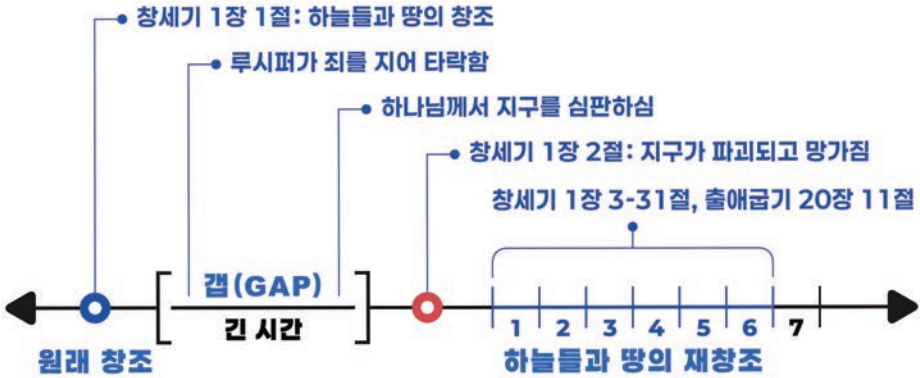 창세기 1장 1절: 하늘들과 땅의 창조
루시퍼가 죄를 지어 타락함
하나님께서 지구를 심판하심
창세기 1장 2절: 지구가 파괴되고 망가짐
창세기 1장 3-31절, 출애굽기 20장 11절
갭(GAP)
긴 시간
1 2 3 4 5 6 7
원래 창조
하늘들과 땅의 재창조